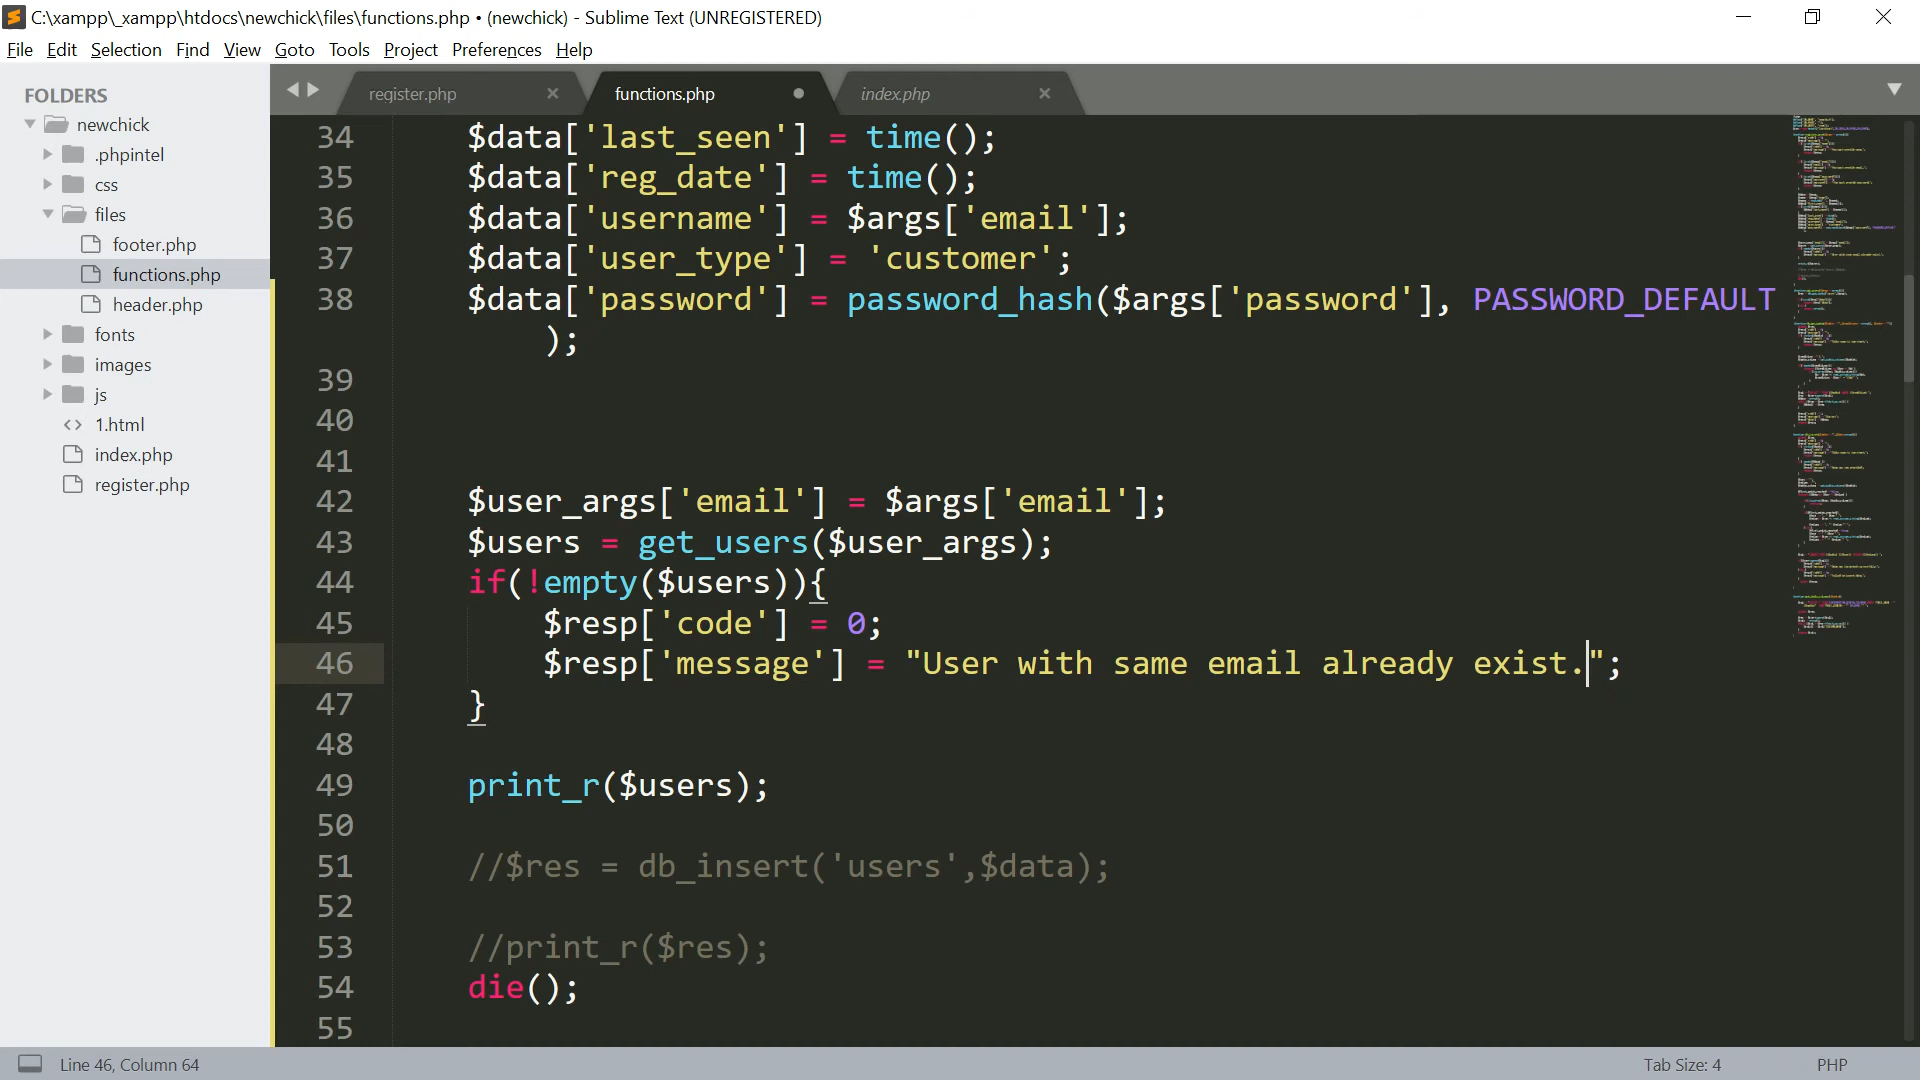 C:\xampp\_xampp\htdocs\newchick\files\functions.php • (newchick) - Sublime Text (UNREGISTERED)
File Edit Selection Find View Goto Tools Project Preferences Help
FOLDERS
newchick
.phpintel
css
files
footer.php
functions.php
header.php
fonts
images
js
<> 1.html
index.php
register.php
register.php × functions.php index.php ×
34 $data['last_seen'] = time();
35 $data['reg_date'] = time();
36 $data['username'] = $args['email'];
37 $data['user_type'] = 'customer';
38 $data['password'] = password_hash($args['password'], PASSWORD_DEFAULT
);
39
40
41
42 $user_args['email'] = $args['email'];
43 $users = get_users($user_args);
44 if(!empty($users)){
45 $resp['code'] = 0;
46 $resp['message'] = "User with same email already exist.";
47 }
48
49 print_r($users);
50
51 //$res = db_insert('users',$data);
52
53 //print_r($res);
54 die();
55
Line 46, Column 64
Tab Size: 4
PHP